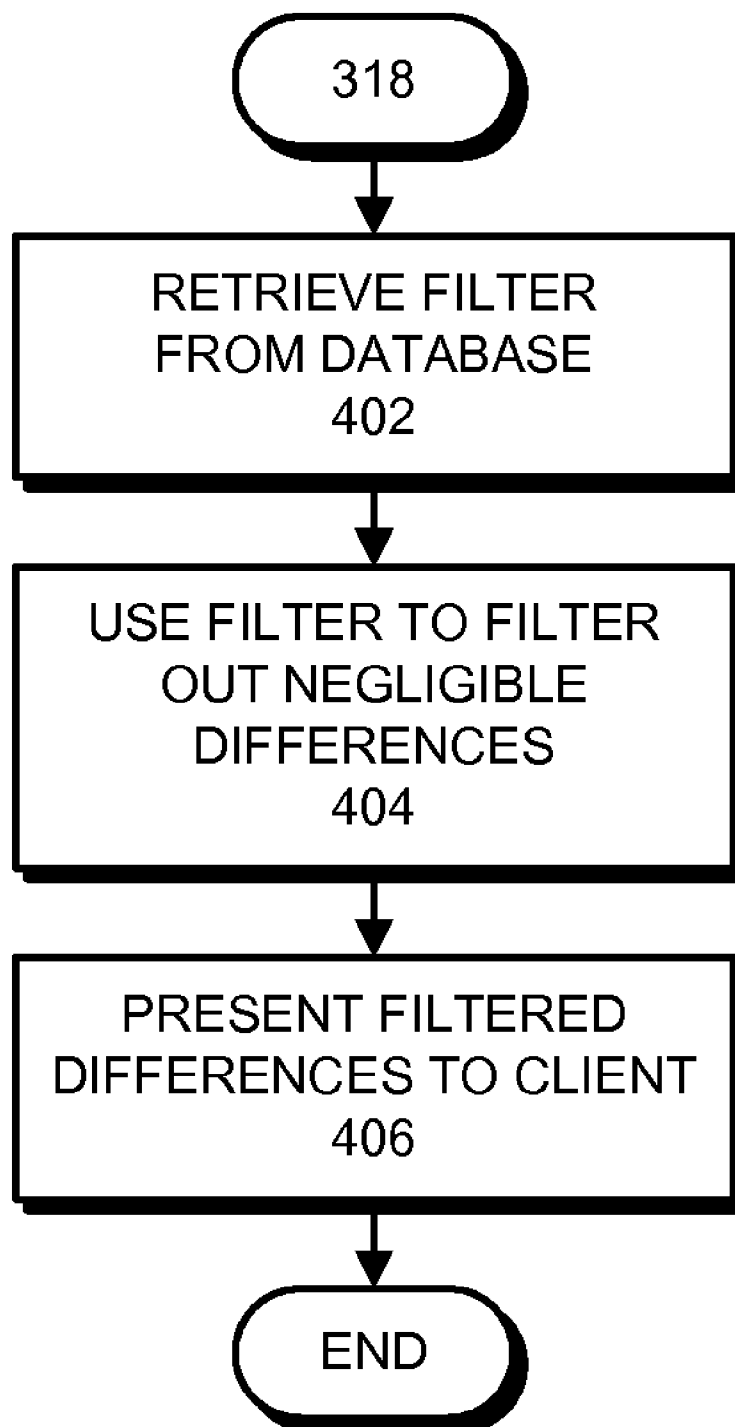 318
RETRIEVE FILTER
FROM DATABASE
402
USE FILTER TO FILTER
OUT NEGLIGIBLE
DIFFERENCES
404
PRESENT FILTERED
DIFFERENCES TO CLIENT
406
END